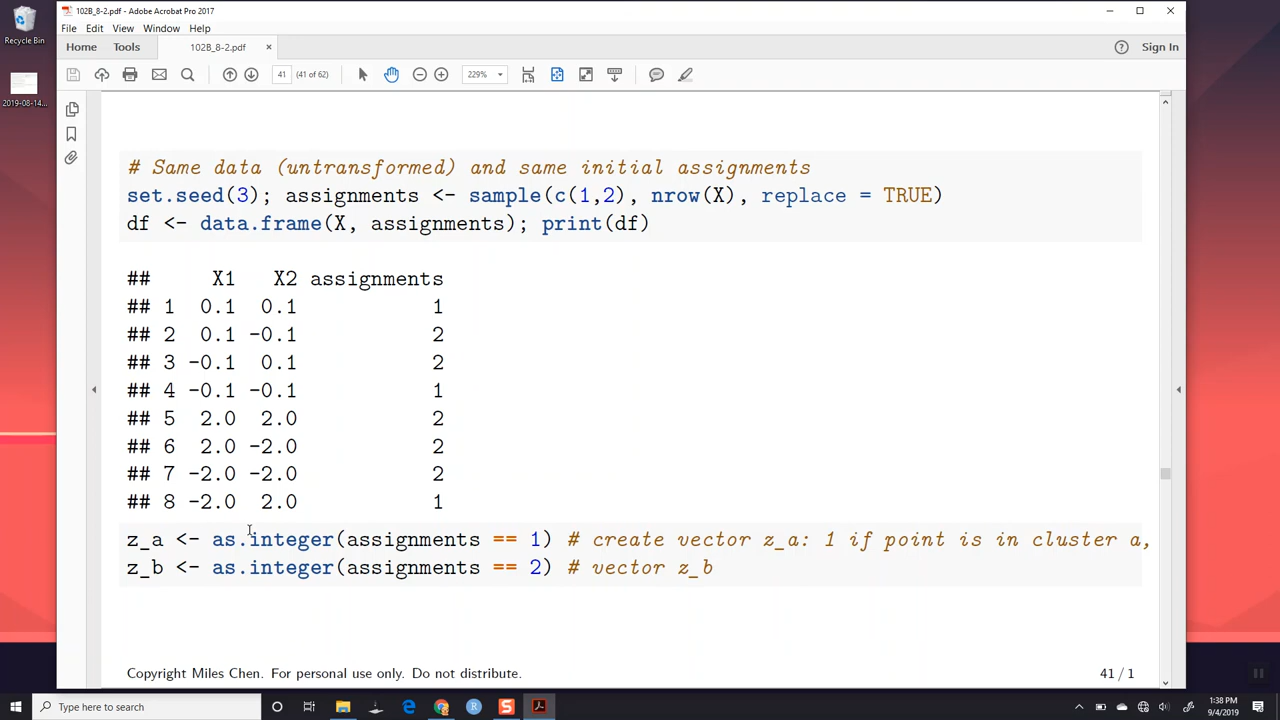 102B_8-2.pdf - Adobe Acrobat Pro 2017
Recycle Bin
File Edit View Window Help
Home Tools 102B_8-2.pdf × Sign In
41 (41 of 62) 229%
2019-08-14...
# Same data (untransformed) and same initial assignments
set.seed(3); assignments <- sample(c(1,2), nrow(X), replace = TRUE)
df <- data.frame(X, assignments); print(df)
## X1 X2 assignments
## 1 0.1 0.1 1
## 2 0.1 -0.1 2
## 3 -0.1 0.1 2
## 4 -0.1 -0.1 1
## 5 2.0 2.0 2
## 6 2.0 -2.0 2
## 7 -2.0 -2.0 2
## 8 -2.0 2.0 1
z_a <- as.integer(assignments == 1) # create vector z_a: 1 if point is in cluster a,
z_b <- as.integer(assignments == 2) # vector z_b
Copyright Miles Chen. For personal use only. Do not distribute. 41 / 1
Type here to search
1:38 PM
9/4/2019